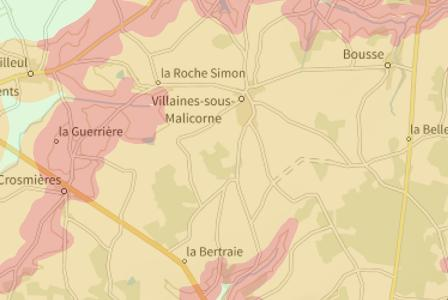 illeul
Bousse
la Roche Simon
ents
Villaines-sous-
Malicorne
la Guerrière
la Belle
Crosmières
la Bertraie